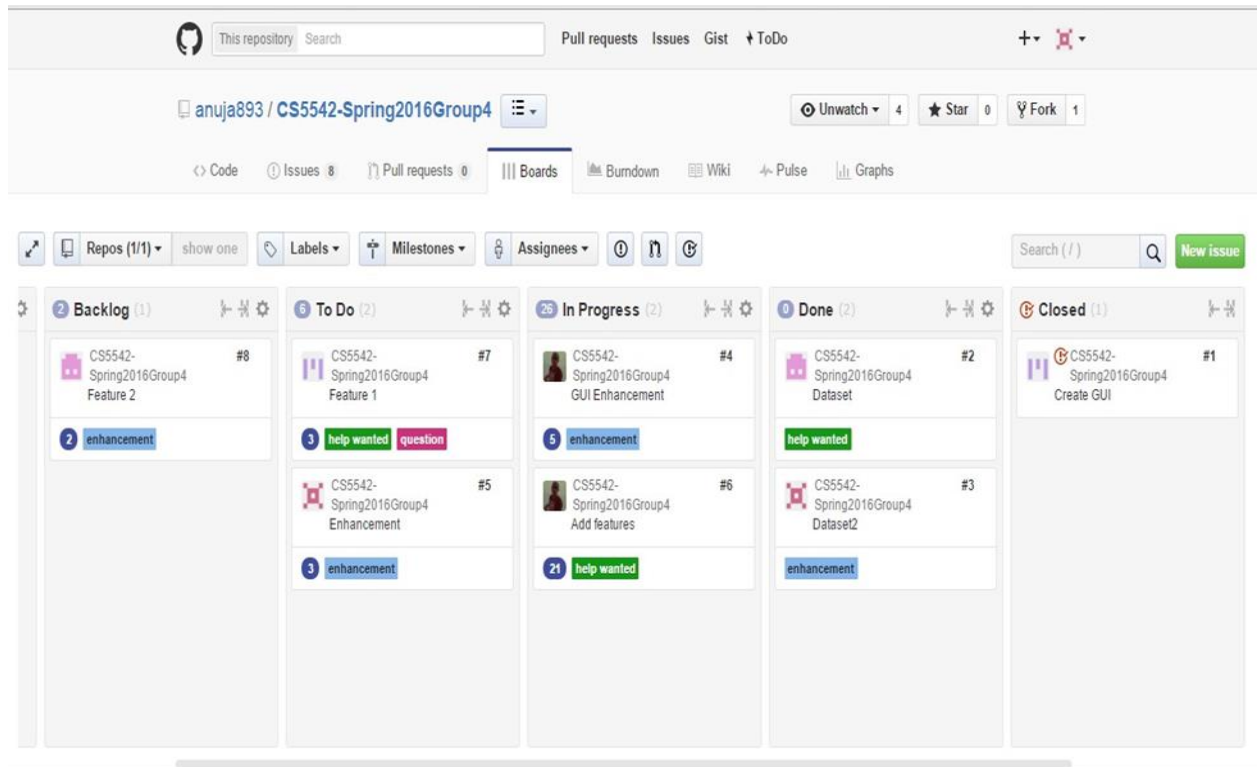 This repository Search Pull requests Issues Gist ToDo
anuja893 / CS5542-Spring2016Group4 Unwatch 4 Star 0 Fork 1
Code Issues 8 Pull requests 0 Boards Burndown Wiki Pulse Graphs
Repos (1/1) show one Labels Milestones Assignees Search ( / ) New issue
2 Backlog (1)
CS5542- #8
Spring2016Group4
Feature 2
2 enhancement
6 To Do (2)
CS5542- #7
Spring2016Group4
Feature 1
3 help wanted question
CS5542- #5
Spring2016Group4
Enhancement
3 enhancement
26 In Progress (2)
CS5542- #4
Spring2016Group4
GUI Enhancement
5 enhancement
CS5542- #6
Spring2016Group4
Add features
21 help wanted
0 Done (2)
CS5542- #2
Spring2016Group4
Dataset
help wanted
CS5542- #3
Spring2016Group4
Dataset2
enhancement
Closed (1)
CS5542- #1
Spring2016Group4
Create GUI